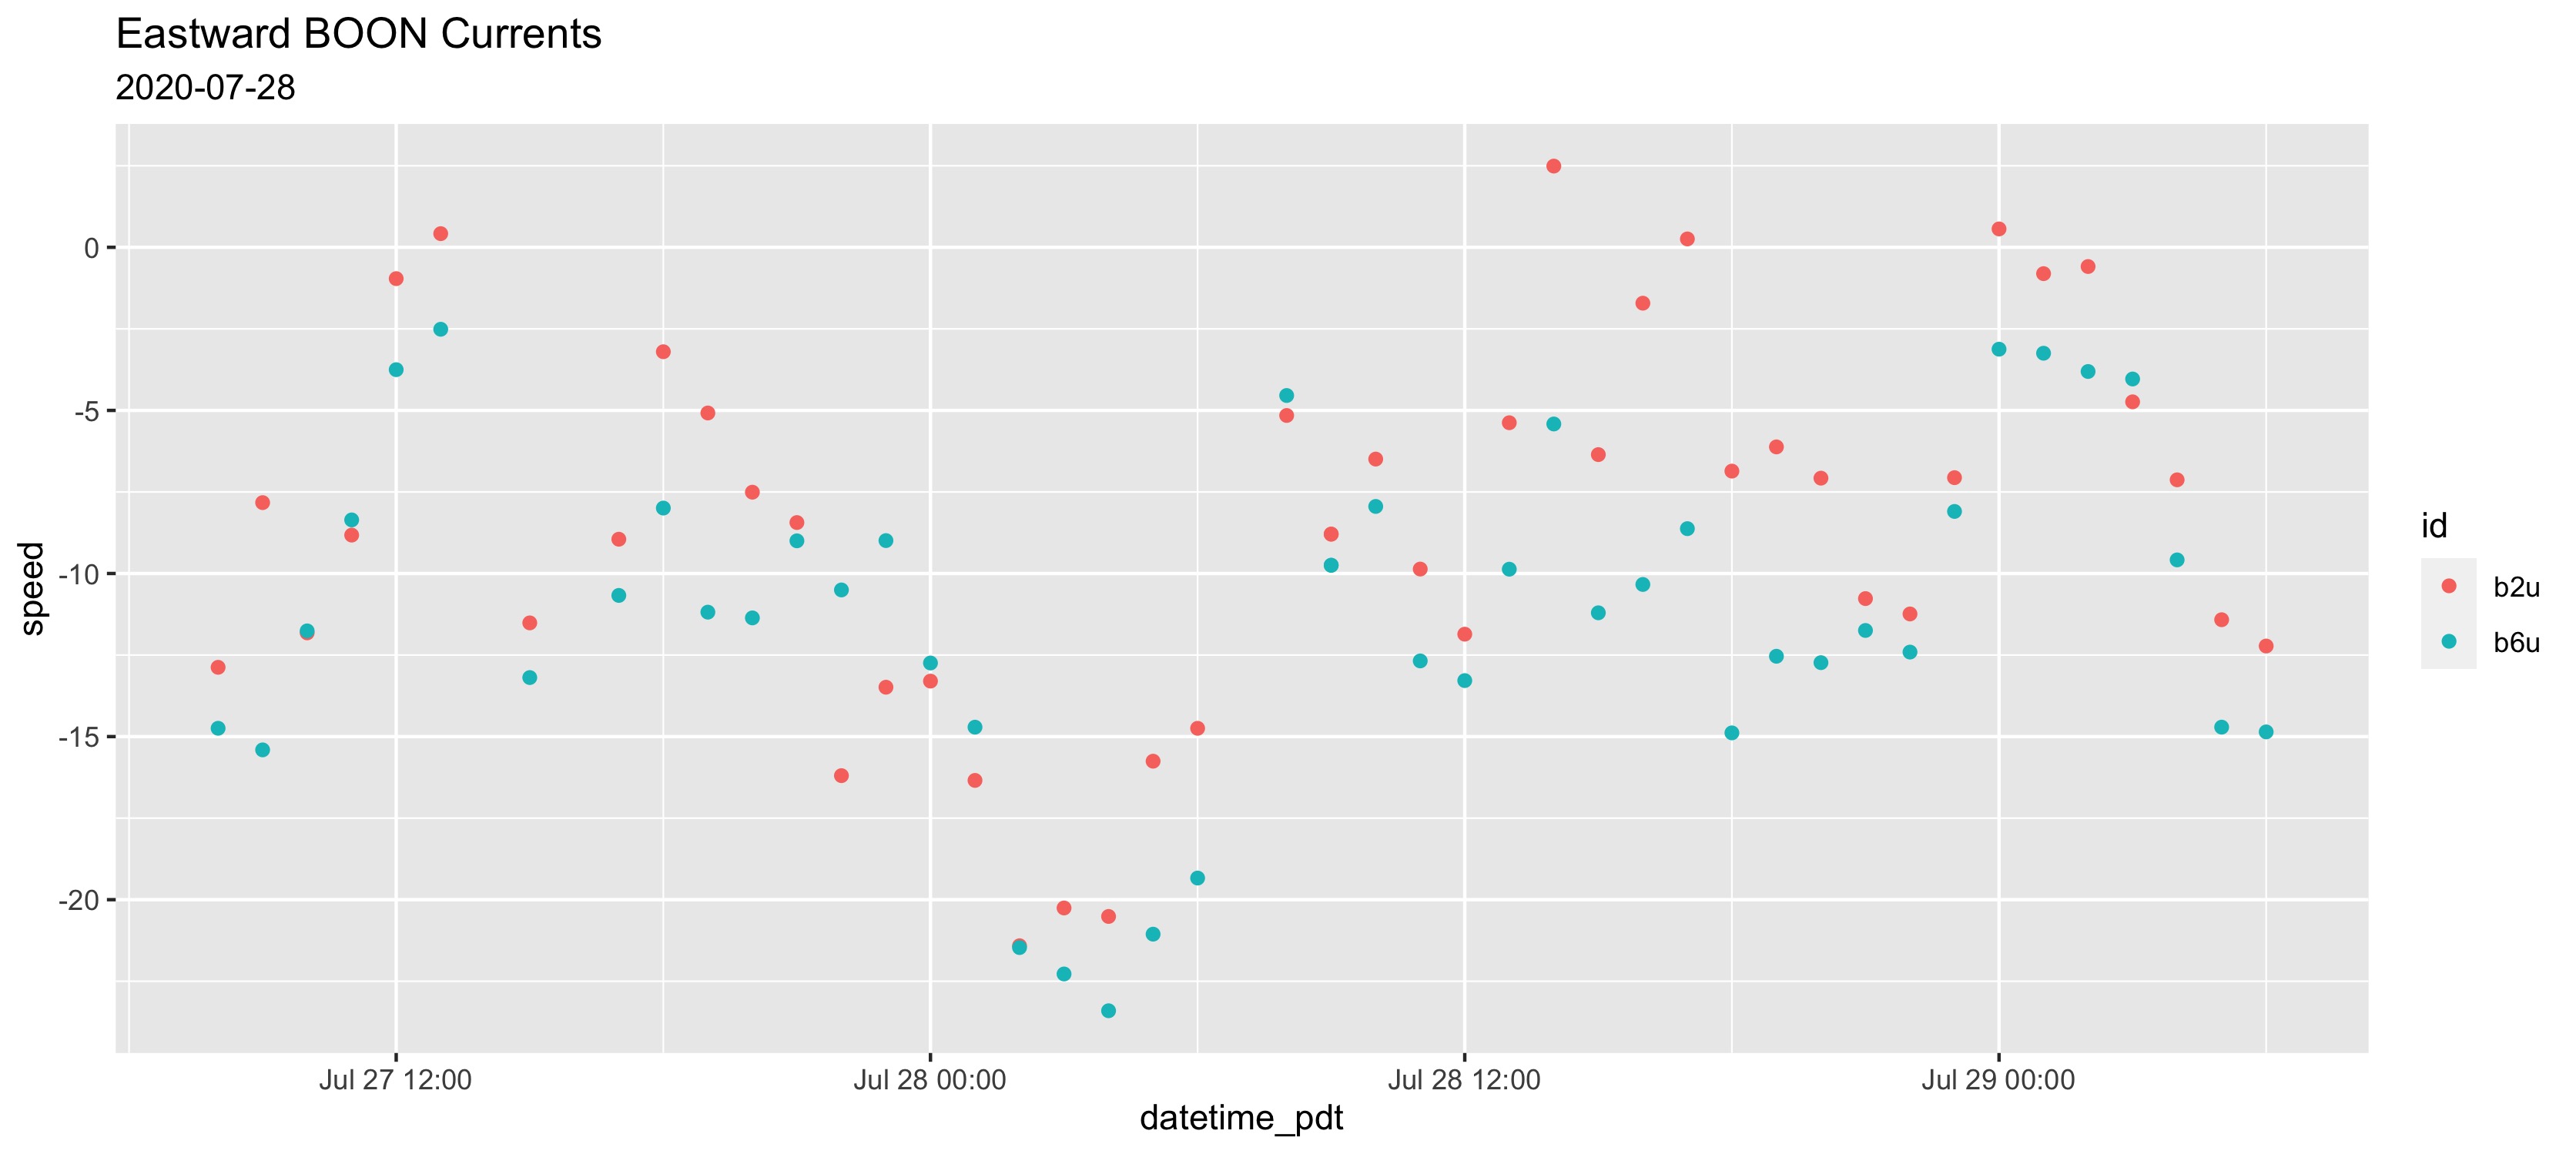 Eastward BOON Currents
2020-07-28
speed
0
-5
-10
-15
-20
Jul 27 12:00
Jul 28 00:00
Jul 28 12:00
Jul 29 00:00
datetime_pdt
id
b2u
b6u